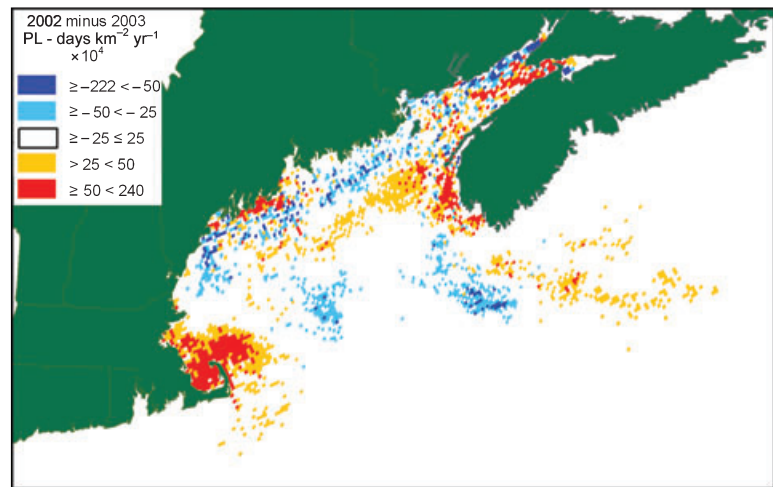 2002 minus 2003
PL - days km⁻² yr⁻¹
×10⁴
≥ −222 < −50
≥ − 50 < − 25
≥ − 25 ≤ 25
> 25 < 50
≥ 50 < 240